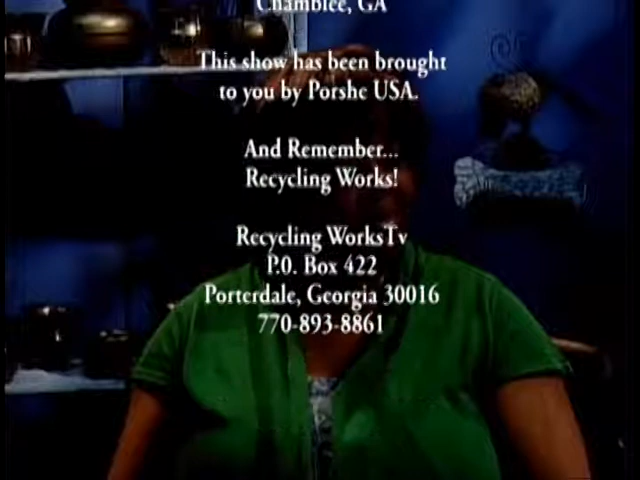 Chamblee, GA
This show has been brought
to you by Porshe USA.
And Remember...
Recycling Works!
Recycling WorksTv
P.O. Box 422
Porterdale, Georgia 30016
770-893-8861